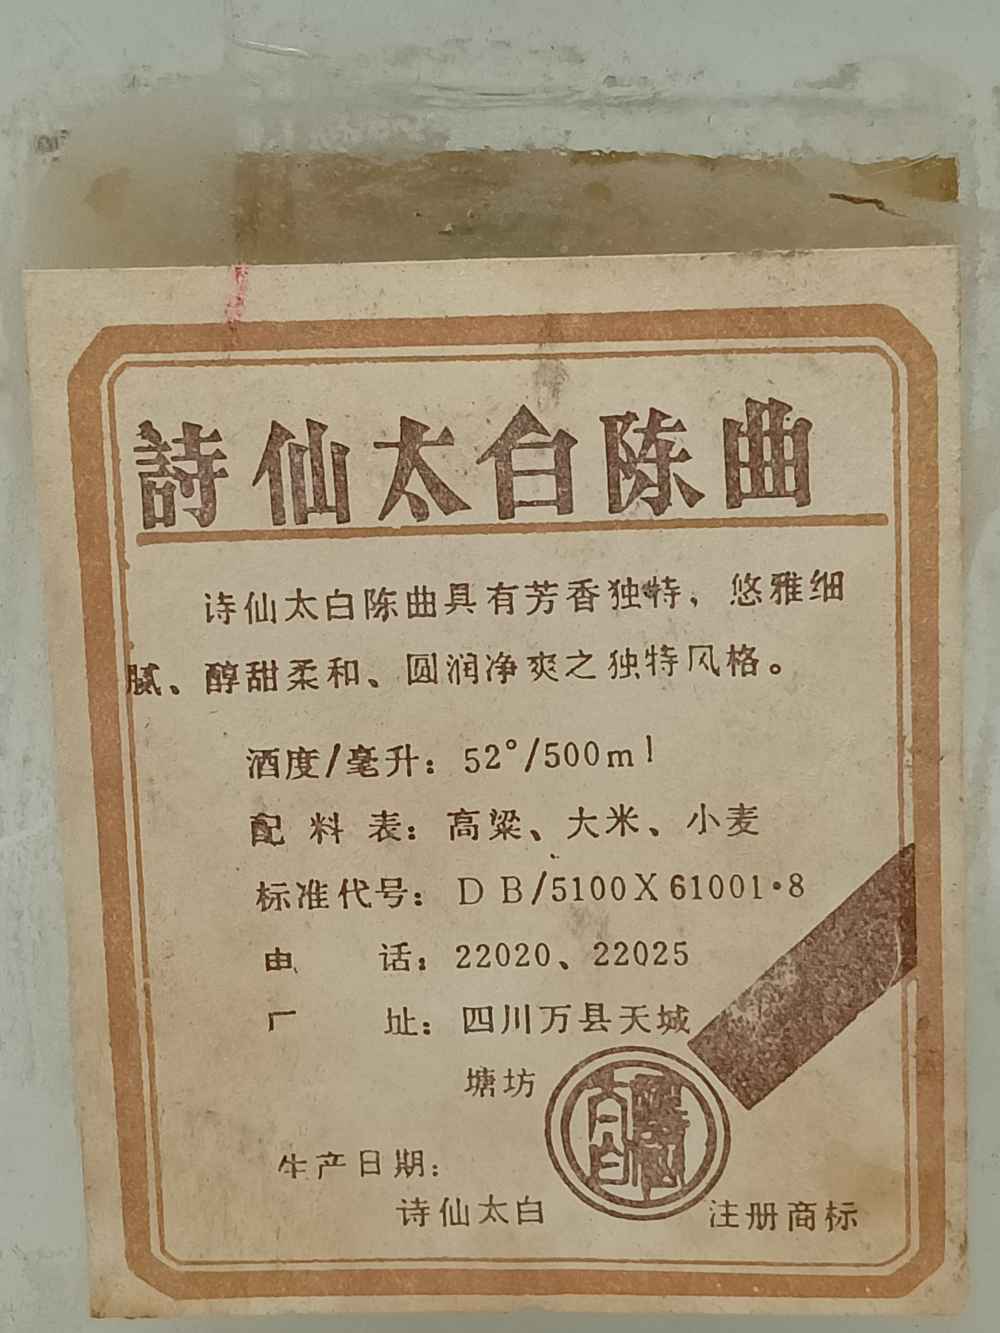 詩仙太白陈曲
诗仙太白陈曲具有芳香独特，悠雅细
腻、醇甜柔和、圆润净爽之独特风格。
酒度/毫升：52°/500ml
配料表：高粱、大米、小麦
标准代号：DB/5100X61001·8
电话：22020、22025
厂址：四川万县天城
塘坊
生产日期：
诗仙太白 注册商标